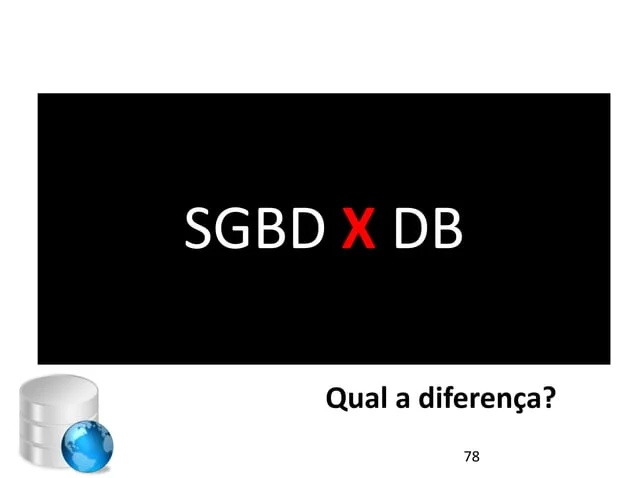 SGBD X DB
Qual a diferença?
78